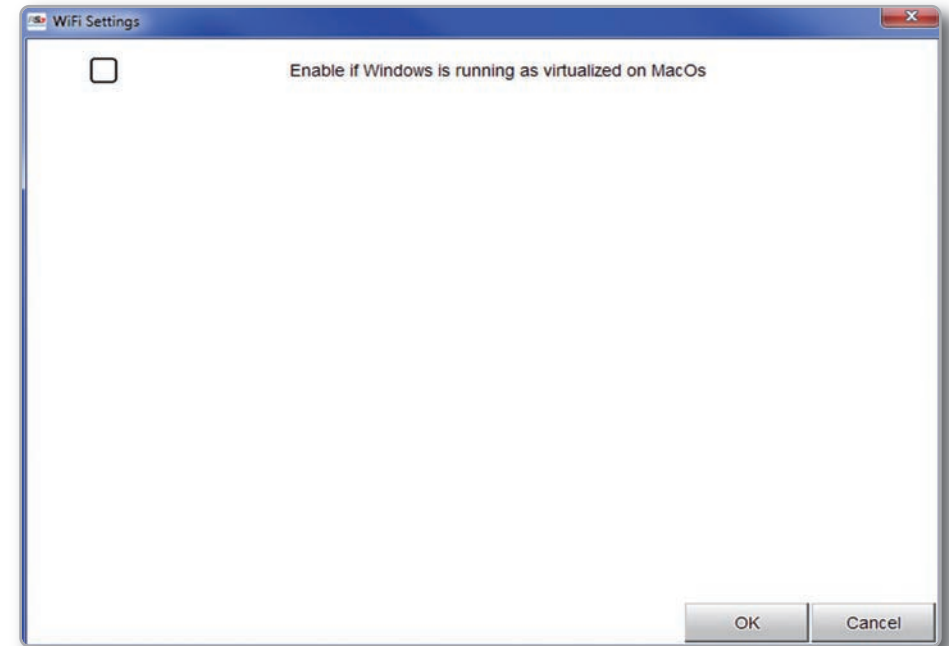 WiFi Settings
Enable if Windows is running as virtualized on MacOs
OK
Cancel